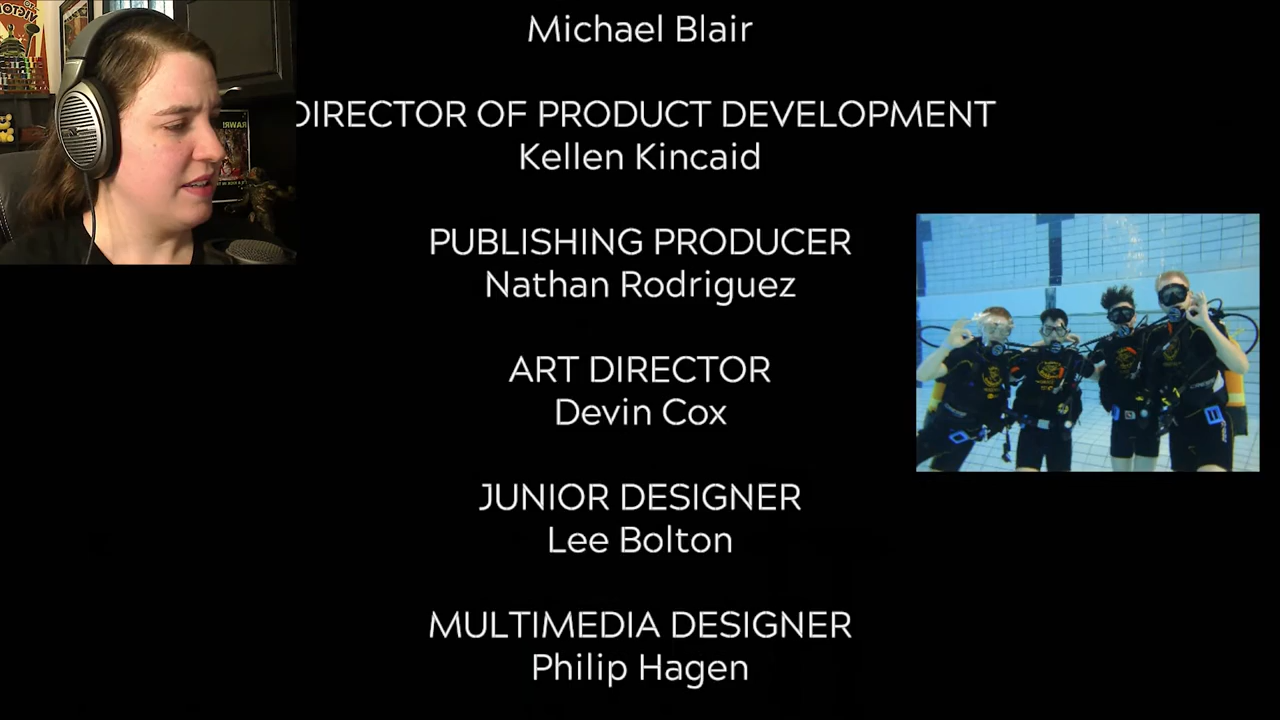 Michael Blair
DIRECTOR OF PRODUCT DEVELOPMENT
Kellen Kincaid
PUBLISHING PRODUCER
Nathan Rodriguez
ART DIRECTOR
Devin Cox
JUNIOR DESIGNER
Lee Bolton
MULTIMEDIA DESIGNER
Philip Hagen